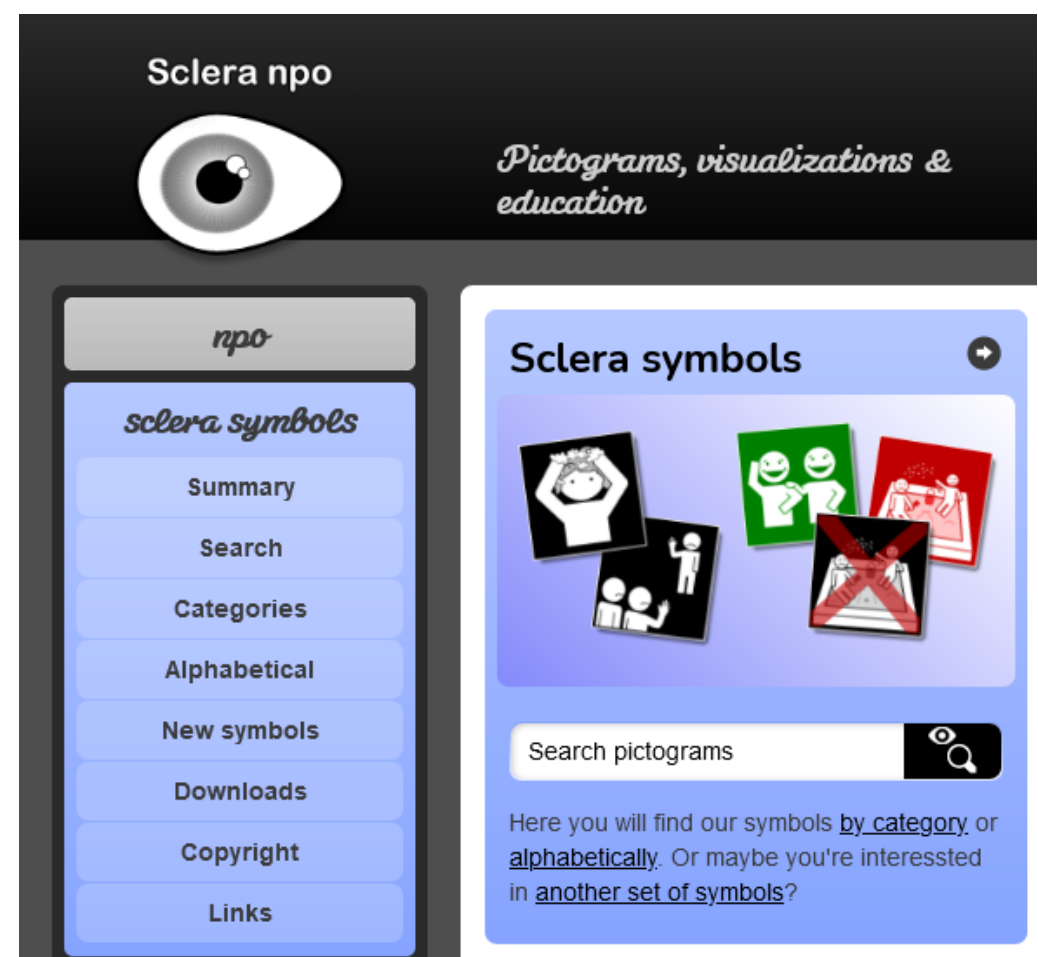 Sclera npo
Pictograms, visualizations &
education
npo
sclera symbols
Summary
Search
Categories
Alphabetical
New symbols
Downloads
Copyright
Links
Sclera symbols
Search pictograms
Here you will find our symbols by category or
alphabetically. Or maybe you're interessted
in another set of symbols?